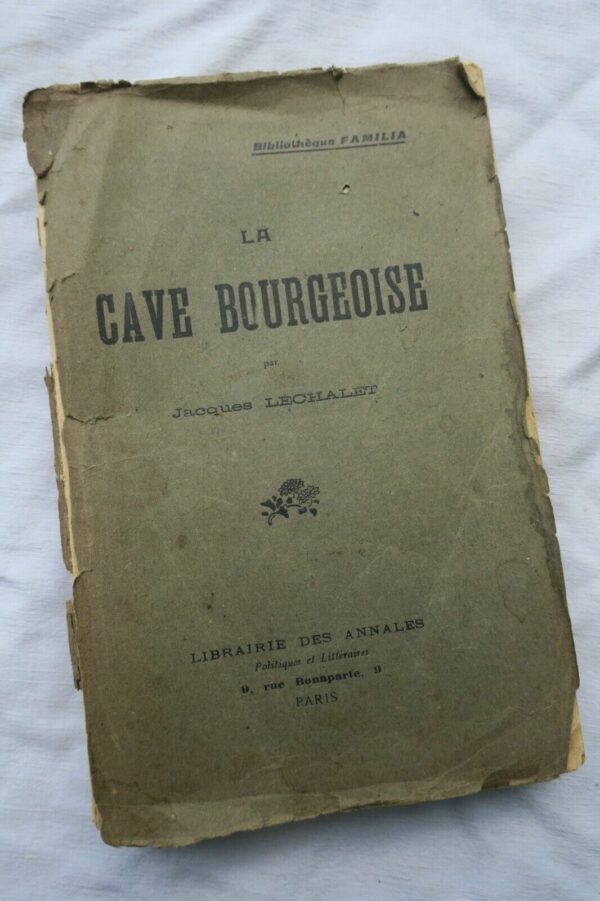 Bibliothèque FAMILIA
LA
CAVE BOURGEOISE
par
Jacques LÉCHALET
LIBRAIRIE DES ANNALES
Politiques et Littéraires
9, rue Bonaparte, 9
PARIS